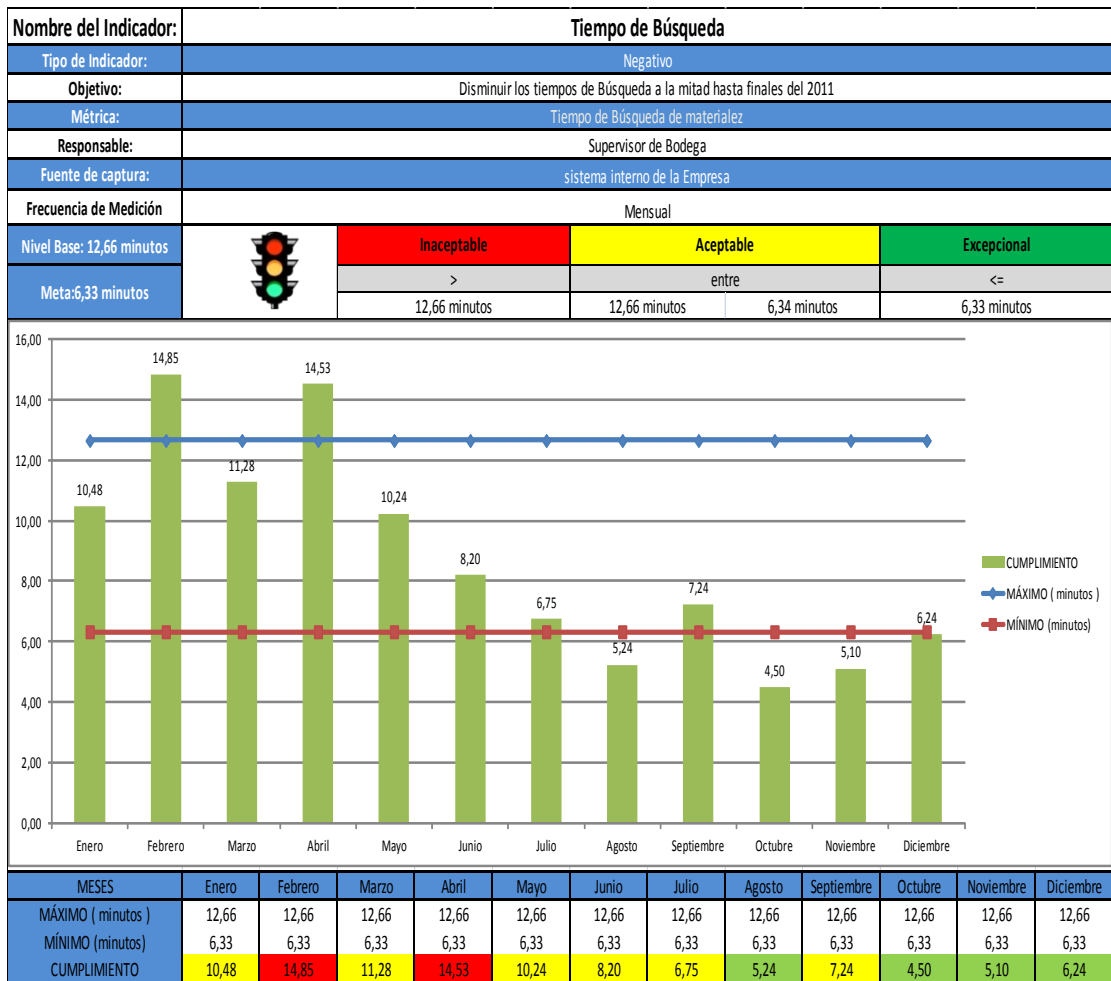 Nombre del Indicador: Tiempo de Búsqueda
Tipo de Indicador: Negativo
Objetivo: Disminuir los tiempos de Búsqueda a la mitad hasta finales del 2011
Métrica: Tiempo de Búsqueda de materialez
Responsable: Supervisor de Bodega
Fuente de captura: sistema interno de la Empresa
Frecuencia de Medición Mensual
Nivel Base: 12,66 minutos Inaceptable Aceptable Excepcional
Meta:6,33 minutos > entre <=
12,66 minutos 12,66 minutos 6,34 minutos 6,33 minutos
16,00
14,00
12,00
10,00
8,00
6,00
4,00
2,00
0,00
10,48
14,85
11,28
14,53
10,24
8,20
6,75
5,24
7,24
4,50
5,10
6,24
CUMPLIMIENTO
MÁXIMO ( minutos )
MÍNIMO (minutos)
Enero Febrero Marzo Abril Mayo Junio Julio Agosto Septiembre Octubre Noviembre Diciembre
MESES Enero Febrero Marzo Abril Mayo Junio Julio Agosto Septiembre Octubre Noviembre Diciembre
MÁXIMO ( minutos ) 12,66 12,66 12,66 12,66 12,66 12,66 12,66 12,66 12,66 12,66 12,66 12,66
MÍNIMO (minutos) 6,33 6,33 6,33 6,33 6,33 6,33 6,33 6,33 6,33 6,33 6,33 6,33
CUMPLIMIENTO 10,48 14,85 11,28 14,53 10,24 8,20 6,75 5,24 7,24 4,50 5,10 6,24